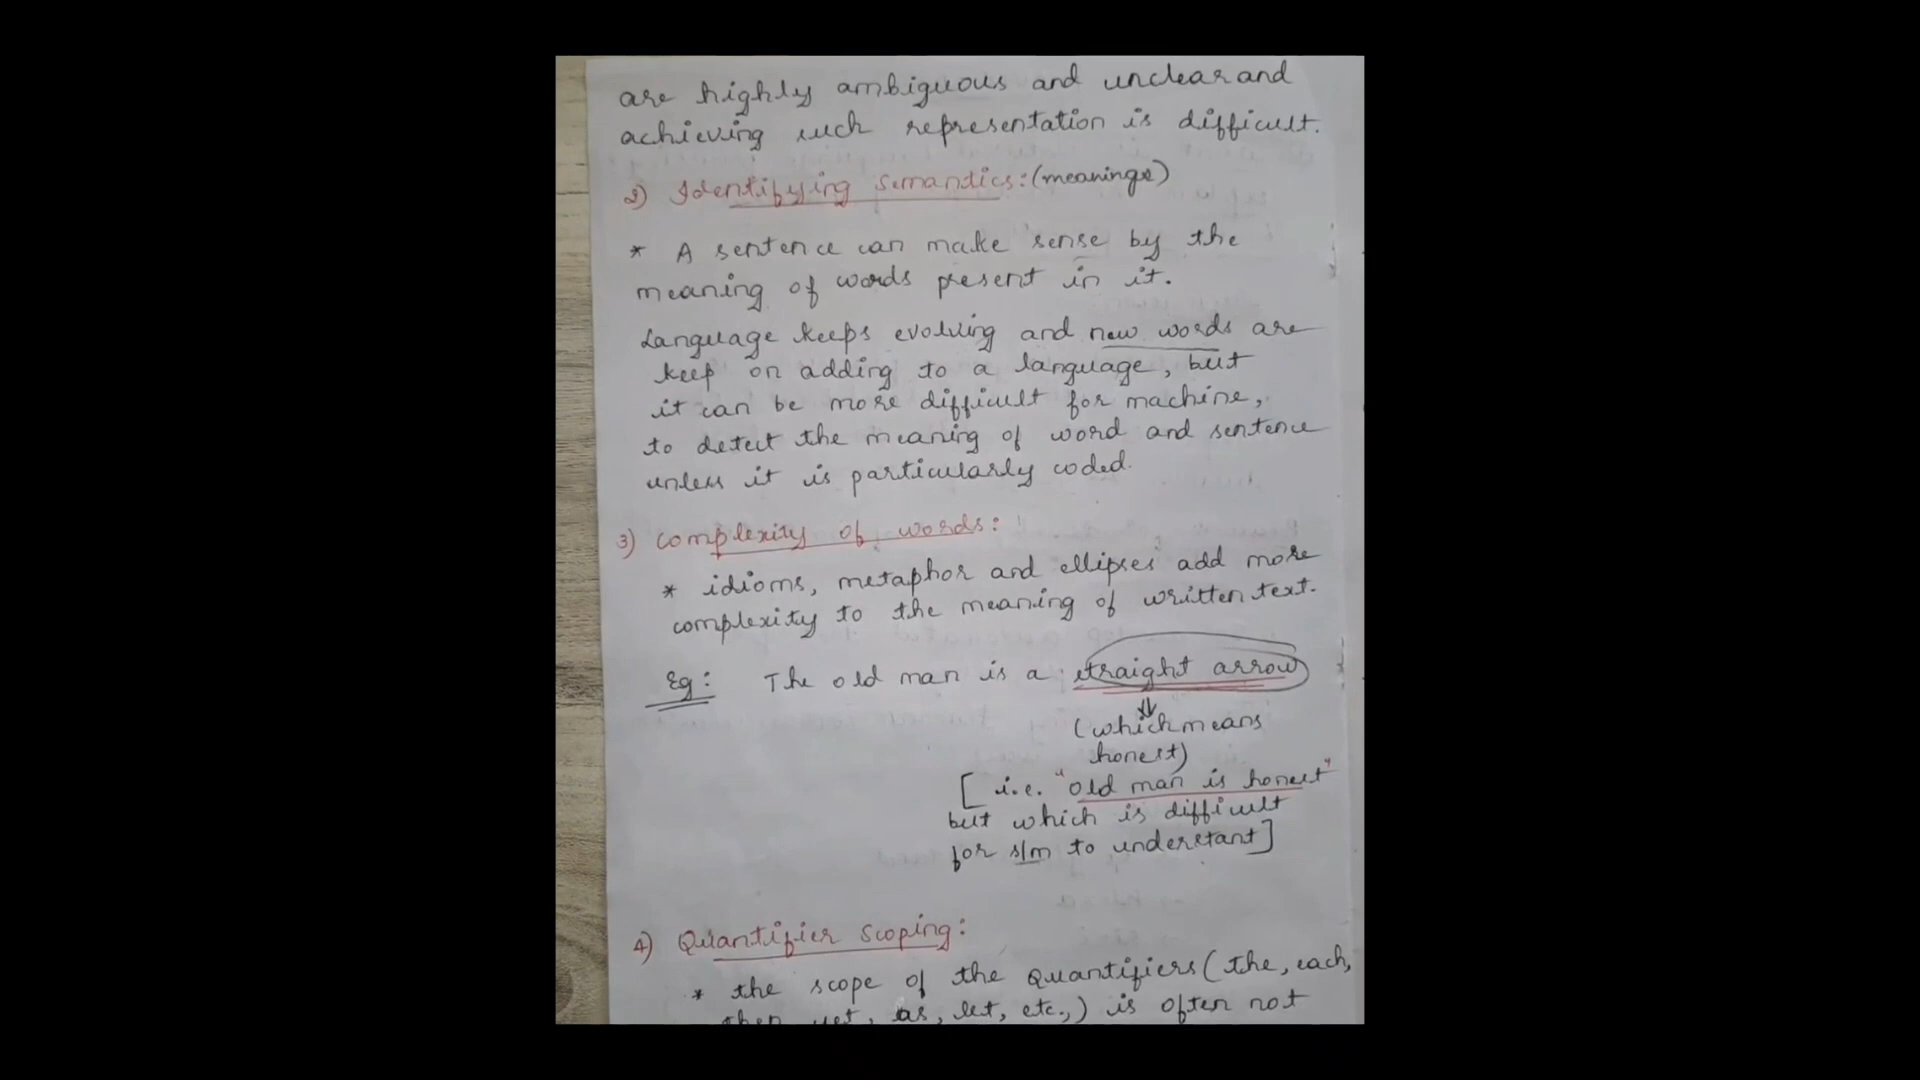 are highly ambiguous and unclear and
achieving such representation is difficult.
2) Identifying Semantics: (meanings)
* A sentence can make sense by the
meaning of words present in it.
Language keeps evolving and new words are
keep on adding to a language, but
it can be more difficult for machine,
to detect the meaning of word and sentence
unless it is particularly coded.
3) Complexity of words:
* idioms, metaphor and ellipses add more
complexity to the meaning of written text.
Eg: The old man is a straight arrow
(which means
honest)
[i.e. "old man is honest"
but which is difficult
for s/m to understant]
4) Quantifier Scoping:
* the scope of the Quantifiers (the, each,
then, yet, as, let, etc.,) is often not